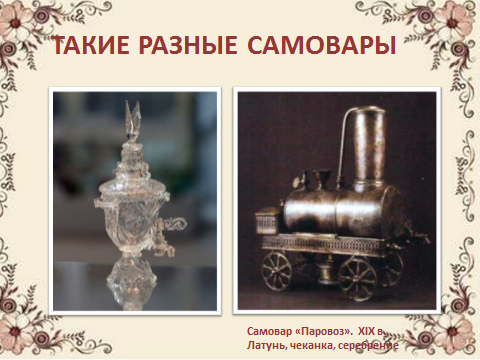 ТАКИЕ РАЗНЫЕ САМОВАРЫ
Самовар «Паровоз». XIX в.
Латунь, чеканка, серебрение